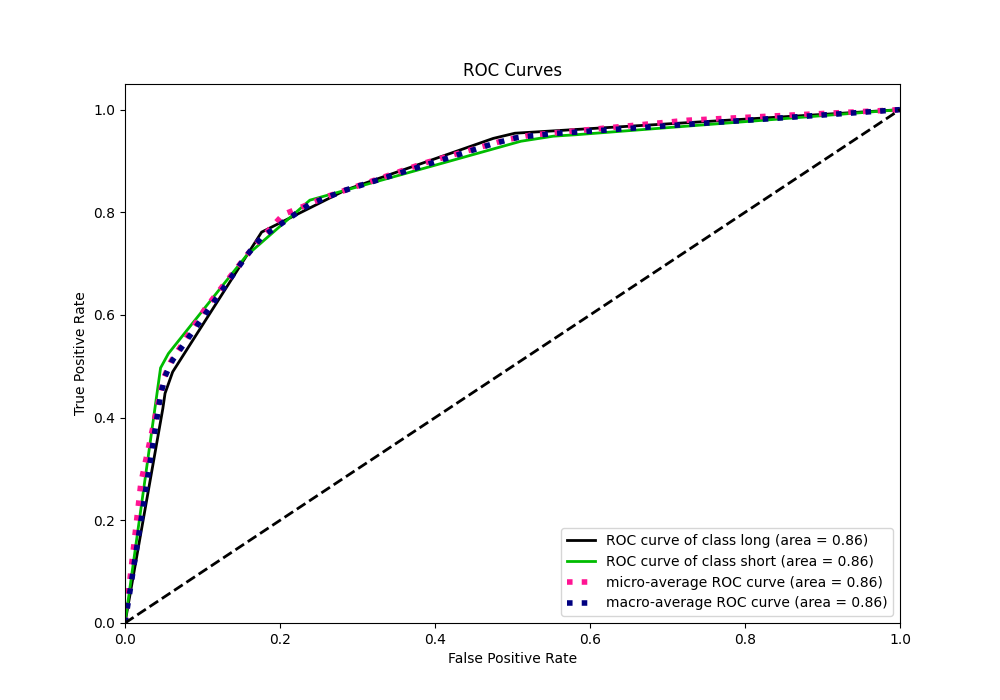 ROC Curves
True Positive Rate
1.0
0.8
0.6
0.4
0.2
0.0
ROC curve of class long (area = 0.86)
ROC curve of class short (area = 0.86)
micro-average ROC curve (area = 0.86)
macro-average ROC curve (area = 0.86)
0.0 0.2 0.4 0.6 0.8 1.0
False Positive Rate